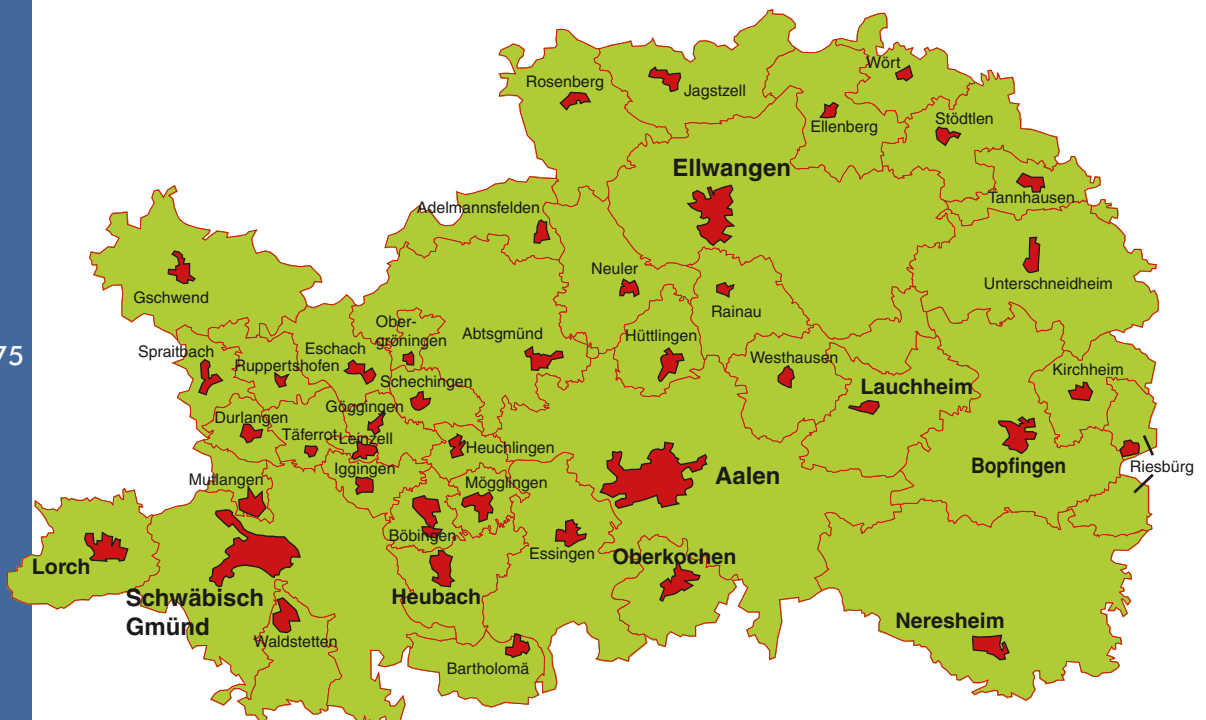 Wört
Rosenberg
Jagstzell
Stödtlen
Ellenberg
Ellwangen
Tannhausen
Adelmannsfelden
Neuler
Unterschneidheim
Gschwend
Rainau
Ober-
gröningen
Abtsgmünd
Hüttlingen
Spraitbach
Eschach
Ruppertshofen
75
Westhausen
Kirchheim
Schechingen
Lauchheim
Göggingen
Durlangen
Täferrot
Leinzell
Heuchlingen
Iggingen
Bopfingen
Riesbürg
Mutlangen
Mögglingen
Aalen
Böbingen
Essingen
Oberkochen
Lorch
Schwäbisch
Gmünd
Heubach
Neresheim
Waldstetten
Bartholomä